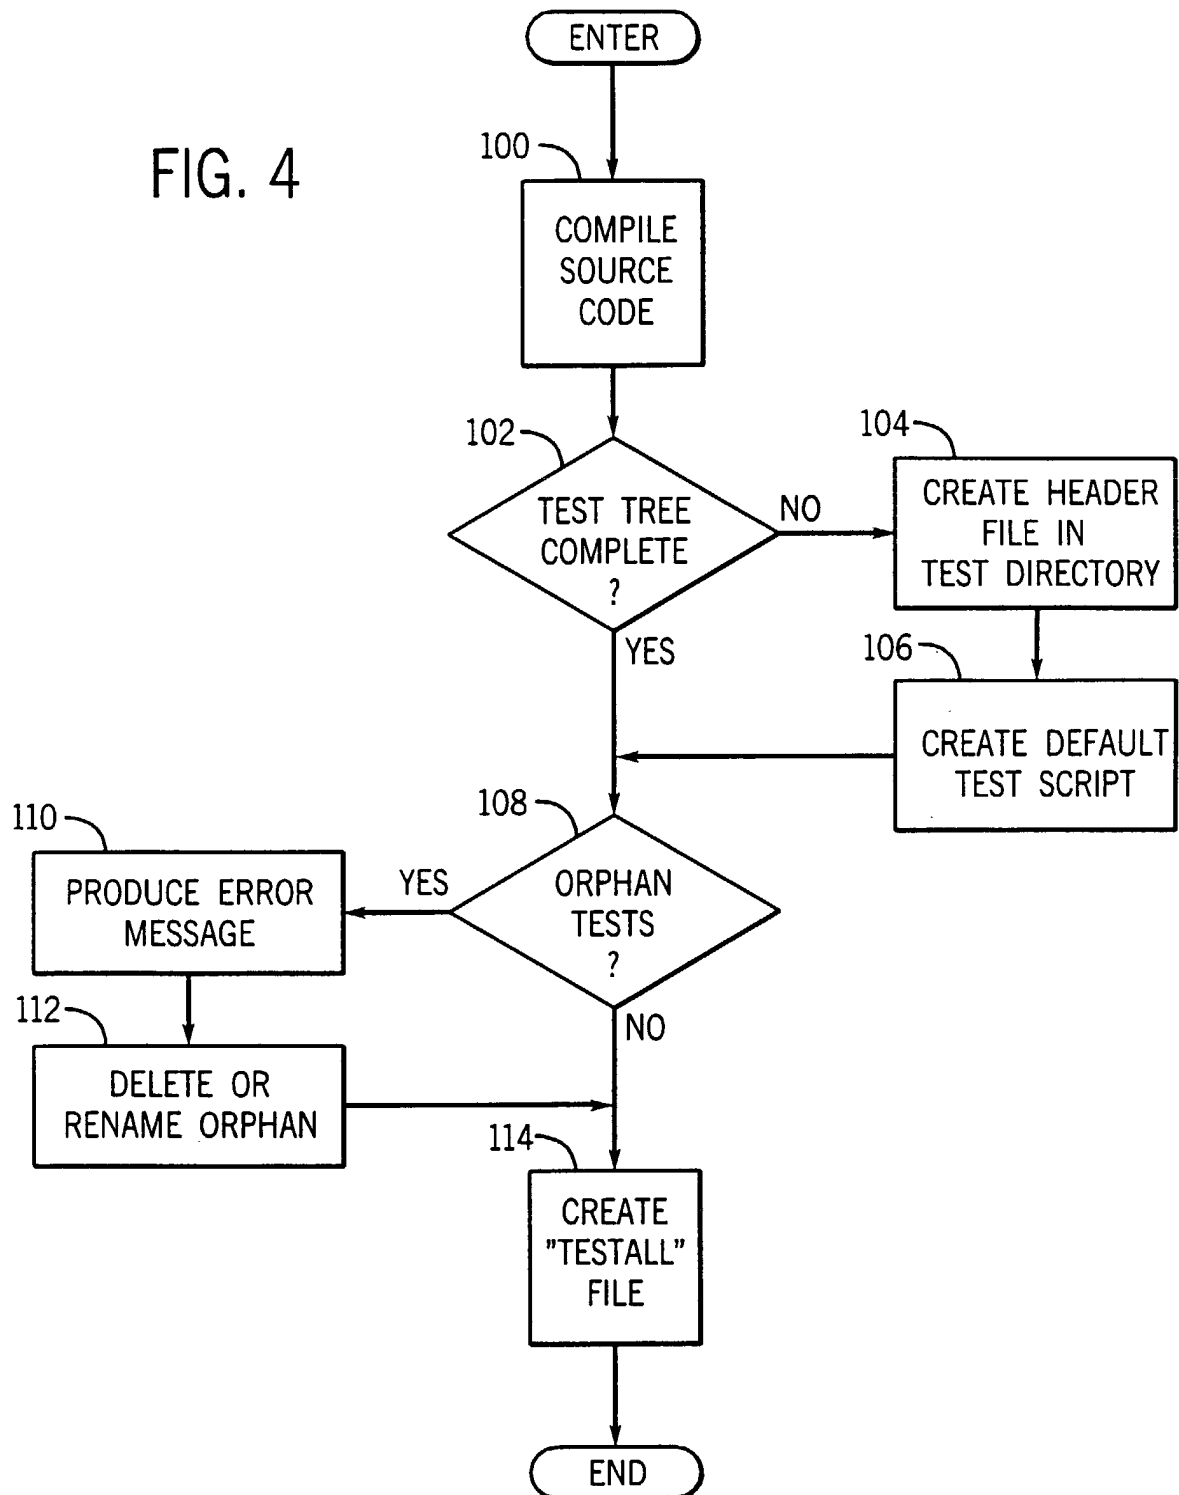 ENTER
FIG. 4
100
COMPILE
SOURCE
CODE
102
TEST TREE
COMPLETE
?
NO
YES
104
CREATE HEADER
FILE IN
TEST DIRECTORY
106
CREATE DEFAULT
TEST SCRIPT
108
ORPHAN
TESTS
?
YES
NO
110
PRODUCE ERROR
MESSAGE
112
DELETE OR
RENAME ORPHAN
114
CREATE
"TESTALL"
FILE
END